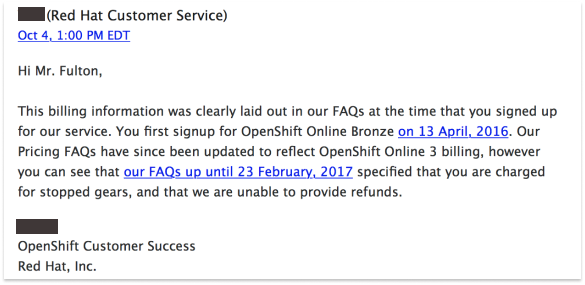 (Red Hat Customer Service)
Oct 4, 1:00 PM EDT
Hi Mr. Fulton,
This billing information was clearly laid out in our FAQs at the time that you signed up
for our service. You first signup for OpenShift Online Bronze on 13 April, 2016. Our
Pricing FAQs have since been updated to reflect OpenShift Online 3 billing, however
you can see that our FAQs up until 23 February, 2017 specified that you are charged
for stopped gears, and that we are unable to provide refunds.
OpenShift Customer Success
Red Hat, Inc.